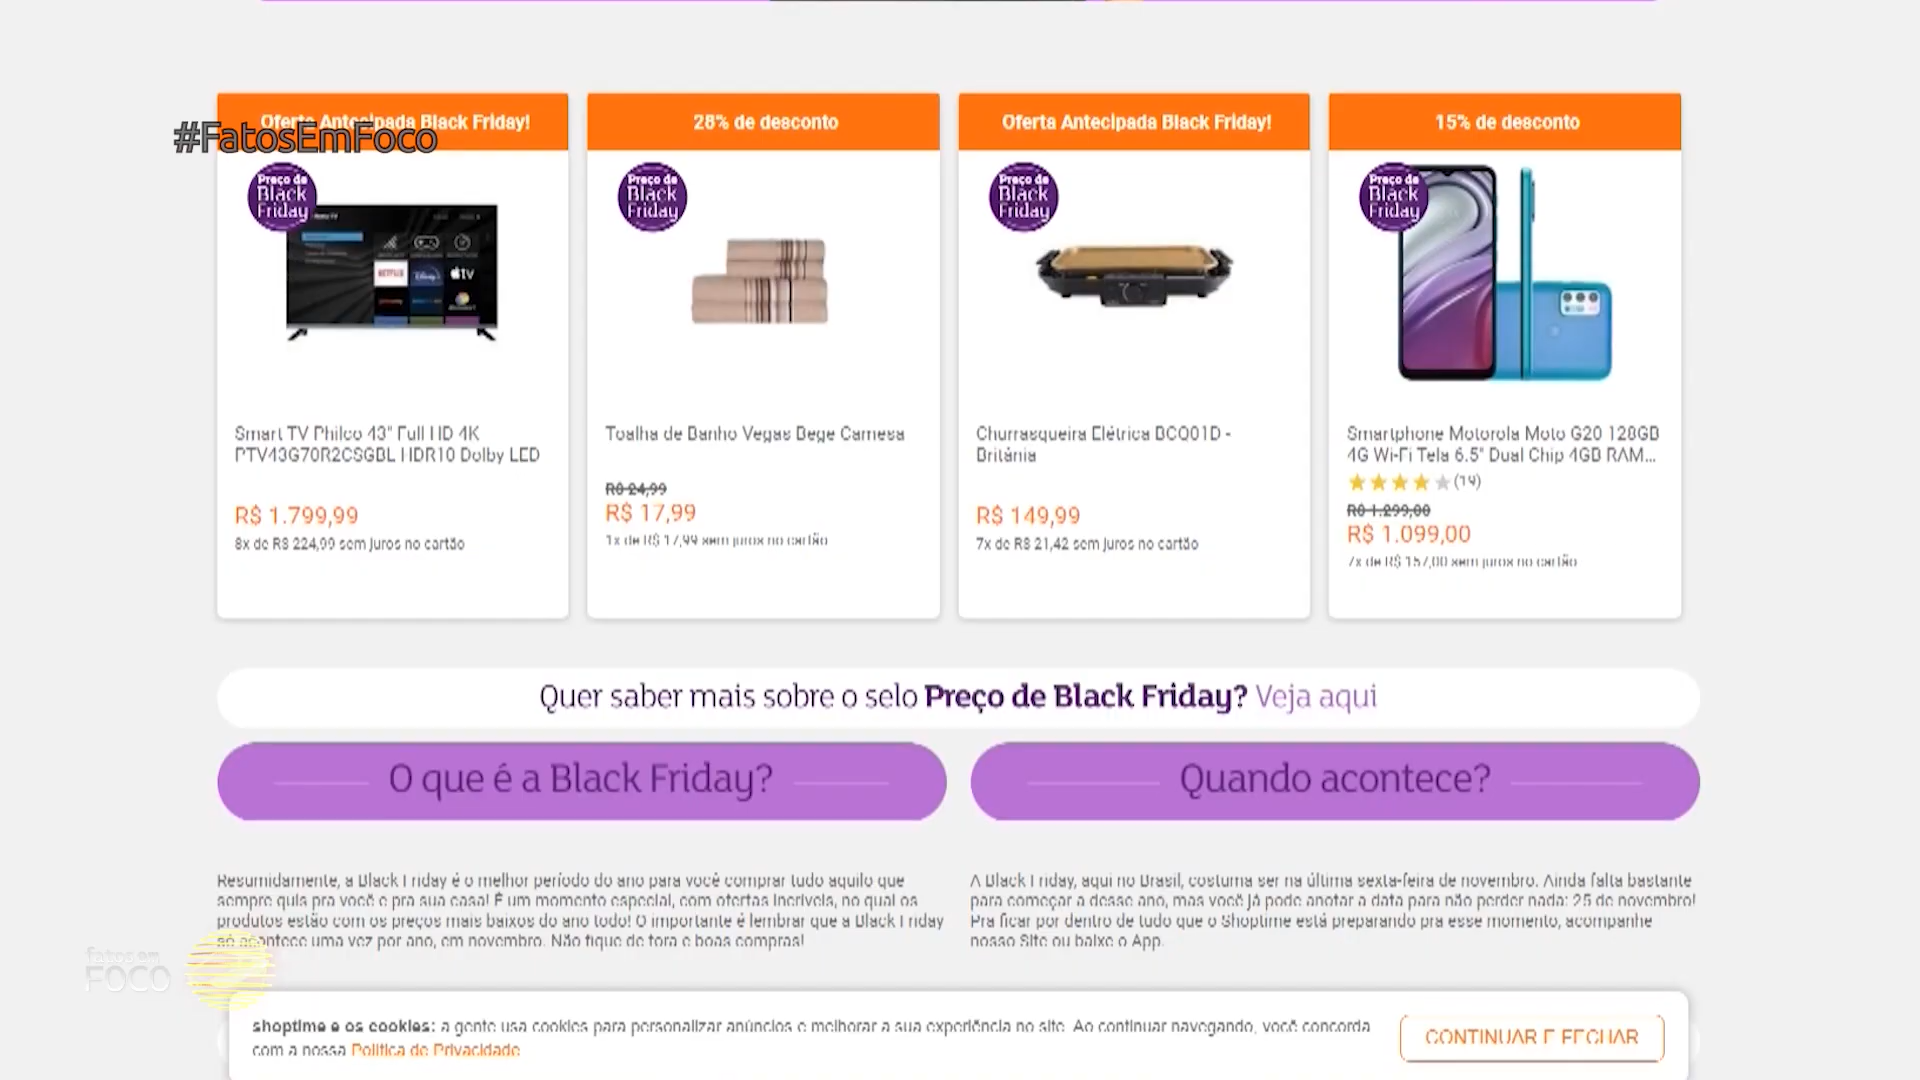 Oferta Antecipada Black Friday!
28% de desconto
Oferta Antecipada Black Friday!
15% de desconto
#FatosEmFoco
Preço de
Black
Friday
Preço de
Black
Friday
Preço de
Black
Friday
Preço de
Black
Friday
NETFLIX
Disney+
tv
Smart TV Philco 43" Full HD 4K
PTV43G70R2CSGBL HDR10 Dolby LED
R$ 1.799,99
8x de R$ 224,99 sem juros no cartão
Toalha de Banho Vegas Bege Camesa
R$ 24,99
R$ 17,99
1x de R$ 17,99 sem juros no cartão
Churrasqueira Elétrica BCQ01D -
Britânia
R$ 149,99
7x de R$ 21,42 sem juros no cartão
Smartphone Motorola Moto G20 128GB
4G Wi-Fi Tela 6.5" Dual Chip 4GB RAM...
(19)
R$ 1.299,00
R$ 1.099,00
7x de R$ 157,00 sem juros no cartão
Quer saber mais sobre o selo Preço de Black Friday? Veja aqui
O que é a Black Friday?
Quando acontece?
Resumidamente, a Black Friday é o melhor período do ano para você comprar tudo aquilo que
sempre quis pra você e pra sua casa! É um momento especial, com ofertas incríveis, no qual os
produtos estão com os preços mais baixos do ano todo! O importante é lembrar que a Black Friday
só acontece uma vez por ano, em novembro. Não fique de fora e boas compras!
A Black Friday, aqui no Brasil, costuma ser na última sexta-feira de novembro. Ainda falta bastante
para começar a desse ano, mas você já pode anotar a data para não perder nada: 25 de novembro!
Pra ficar por dentro de tudo que o Shoptime está preparando pra esse momento, acompanhe
nosso Site ou baixe o App.
fatos em
FOCO
shoptime e os cookies: a gente usa cookies para personalizar anúncios e melhorar a sua experiência no site. Ao continuar navegando, você concorda
com a nossa Política de Privacidade
CONTINUAR E FECHAR